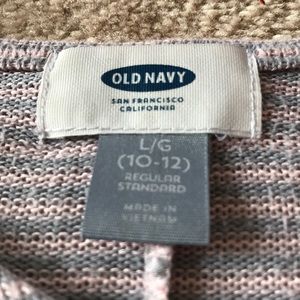 OLD NAVY
SAN FRANCISCO
CALIFORNIA
L/G
(10-12)
REGULAR
STANDARD
MADE IN
VIETNAM